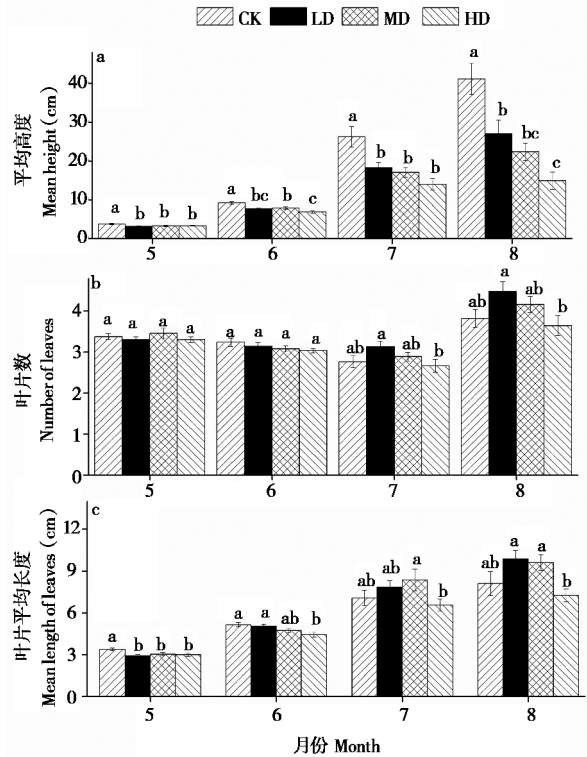 CK LD MD HD
a
平均高度
Mean height (cm)
40
30
20
10
0
a b b b
a bc b c
a b b b
a b bc c
5 6 7 8
b
叶片数
Number of leaves
4
3
2
1
0
a a a a
a a a a
ab a ab b
ab a ab b
5 6 7 8
c
叶片平均长度
Mean length of leaves (cm)
12
9
6
3
0
a b b b
a a ab b
ab ab a b
ab a a b
5 6 7 8
月份 Month